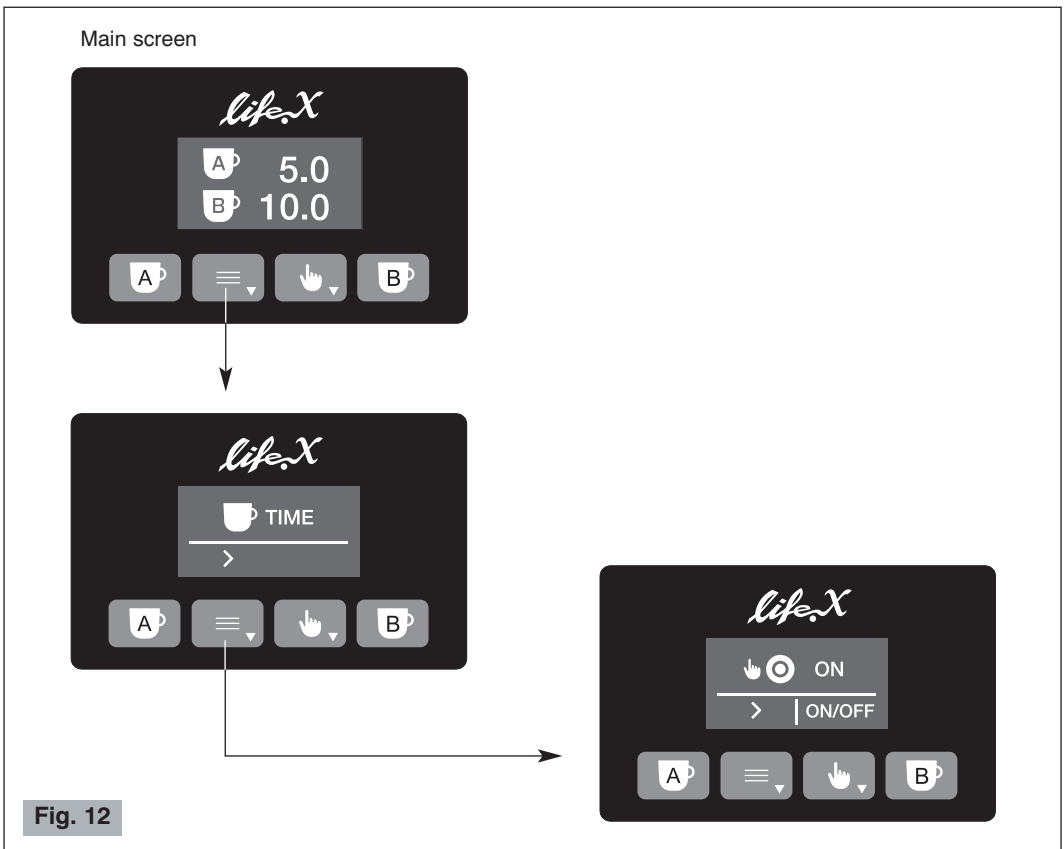 Main screen
life.X
A 5.0
B 10.0
A B
life.X
TIME
>
A B
life.X
ON
> | ON/OFF
A B
Fig. 12